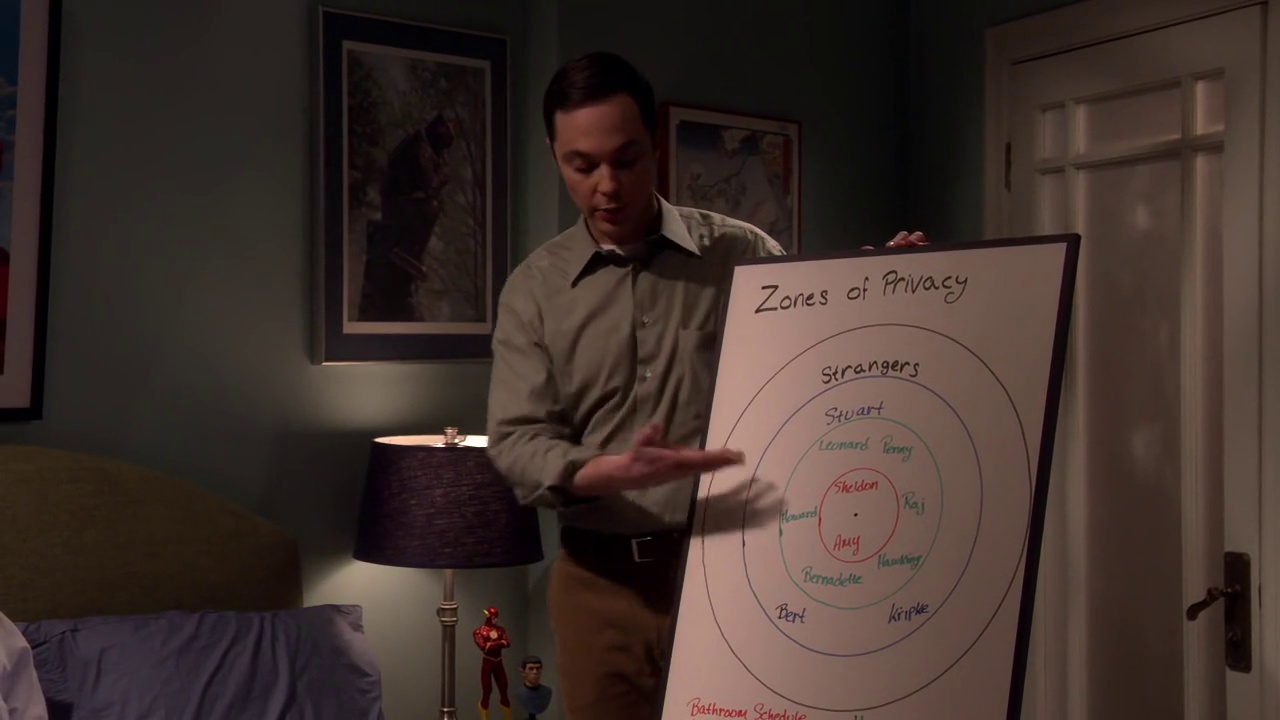 Zones of Privacy
Strangers
Stuart
Leonard Penny
Sheldon
Howard
Raj
Amy
Hawking
Bernadette
Bert
Kripke
Bathroom Schedule